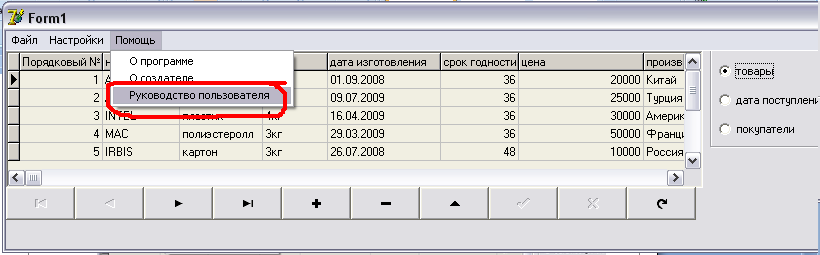 Form1
Файл Настройки Помощь
О программе
О создателе
Руководство пользователя
Порядковый № дата изготовления срок годности цена произв
1 01.09.2008 36 20000 Китай
2 09.07.2009 36 25000 Турция
3 INTEL пластик 16.04.2009 36 30000 Америк
4 MAC полиэстеролл 3кг 29.03.2009 36 50000 Франци
5 IRBIS картон 3кг 26.07.2008 48 10000 Россия
товары
дата поступлени
покупатели